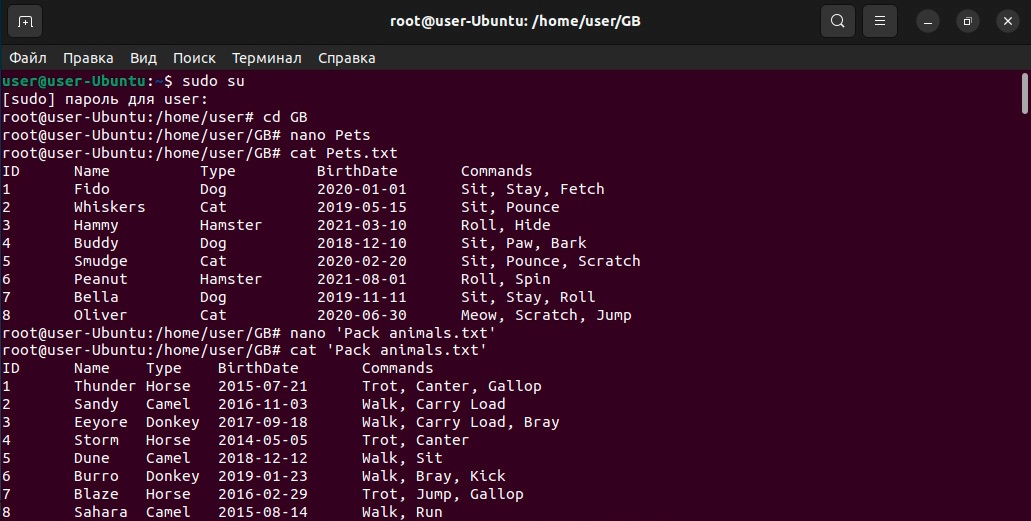 root@user-Ubuntu: /home/user/GB
Файл Правка Вид Поиск Терминал Справка
user@user-Ubuntu:~$ sudo su
[sudo] пароль для user:
root@user-Ubuntu:/home/user# cd GB
root@user-Ubuntu:/home/user/GB# nano Pets
root@user-Ubuntu:/home/user/GB# cat Pets.txt
ID Name Type BirthDate Commands
1 Fido Dog 2020-01-01 Sit, Stay, Fetch
2 Whiskers Cat 2019-05-15 Sit, Pounce
3 Hammy Hamster 2021-03-10 Roll, Hide
4 Buddy Dog 2018-12-10 Sit, Paw, Bark
5 Smudge Cat 2020-02-20 Sit, Pounce, Scratch
6 Peanut Hamster 2021-08-01 Roll, Spin
7 Bella Dog 2019-11-11 Sit, Stay, Roll
8 Oliver Cat 2020-06-30 Meow, Scratch, Jump
root@user-Ubuntu:/home/user/GB# nano 'Pack animals.txt'
root@user-Ubuntu:/home/user/GB# cat 'Pack animals.txt'
ID Name Type BirthDate Commands
1 Thunder Horse 2015-07-21 Trot, Canter, Gallop
2 Sandy Camel 2016-11-03 Walk, Carry Load
3 Eeyore Donkey 2017-09-18 Walk, Carry Load, Bray
4 Storm Horse 2014-05-05 Trot, Canter
5 Dune Camel 2018-12-12 Walk, Sit
6 Burro Donkey 2019-01-23 Walk, Bray, Kick
7 Blaze Horse 2016-02-29 Trot, Jump, Gallop
8 Sahara Camel 2015-08-14 Walk, Run